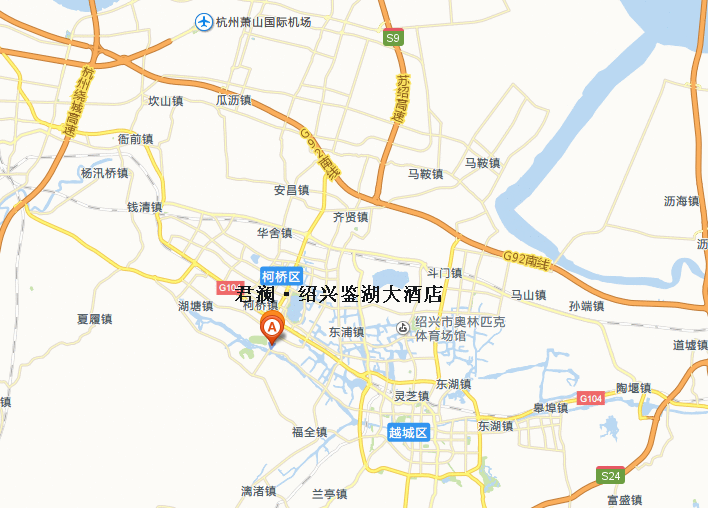 杭州萧山国际机场
S9
杭州绕城高速
苏绍高速
坎山镇
瓜沥镇
衙前镇
G92南线
马鞍镇
马鞍镇
杨汛桥镇
安昌镇
沥海镇
钱清镇
齐贤镇
华舍镇
沥
G92南线
柯桥区
斗门镇
G104
君澜·绍兴鉴湖大酒店
马山镇
湖塘镇
柯桥镇
孙端镇
夏履镇
A
东浦镇
绍兴市奥林匹克
体育场馆
道墟镇
东湖镇
陶堰镇
灵芝镇
G104
镇
皋埠镇
东湖镇
福全镇
越城区
S24
漓渚镇
兰亭镇
富盛镇